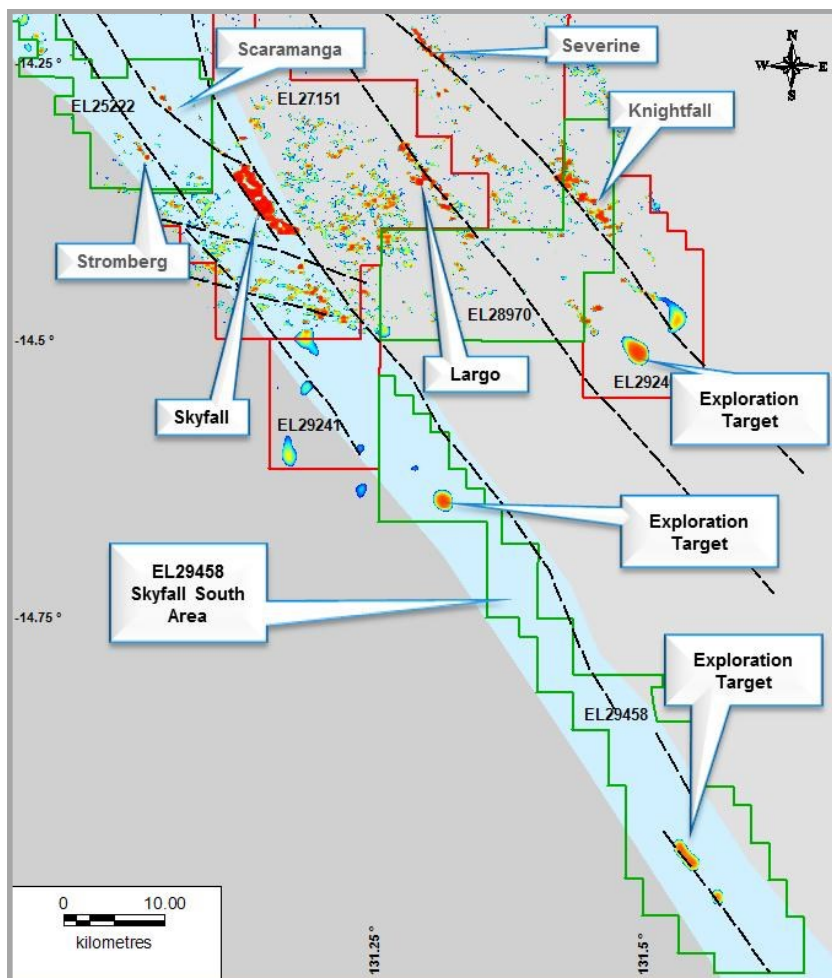 Scaramanga
Severine
N
W
E
S
-14.25 °
EL25222
EL27151
Knightfall
Stromberg
EL28970
-14.5 °
Largo
EL2924
Exploration
Target
Skyfall
EL29241
Exploration
Target
EL29458
Skyfall South
Area
-14.75 °
Exploration
Target
EL29458
0
10.00
kilometres
131.25 °
131.5 °